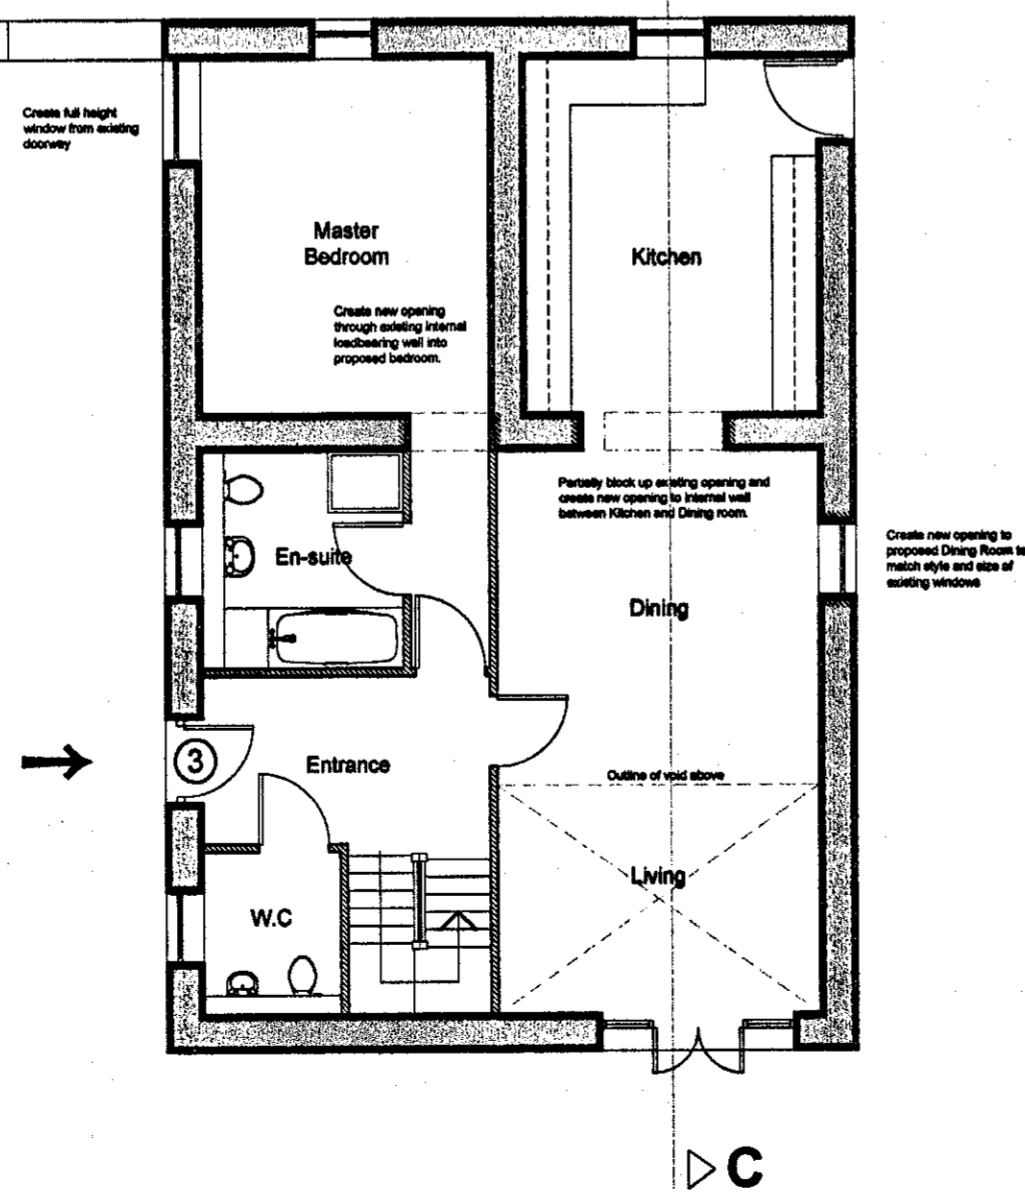 Create full height
window from existing
doorway
Master
Bedroom
Kitchen
Create new opening
through existing internal
loadbearing wall into
proposed bedroom.
Partially block up existing opening and
create new opening to internal wall
between Kitchen and Dining room.
Create new opening to
proposed Dining Room to
match style and size of
existing windows
En-suite
Dining
3
Entrance
Outline of void above
Living
W.C
C